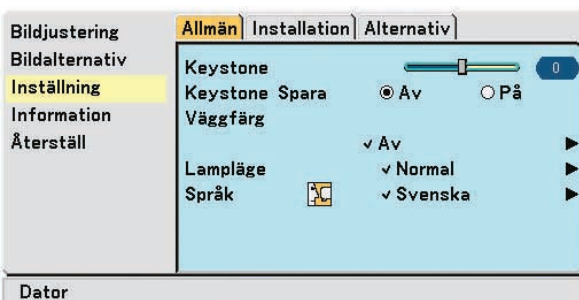 Bildjustering
Bildalternativ
Inställning
Information
Återställ
Allmän Installation Alternativ
Keystone 0
Keystone Spara Av På
Väggfärg
✓ Av
Lampläge ✓ Normal
Språk ✓ Svenska
Dator